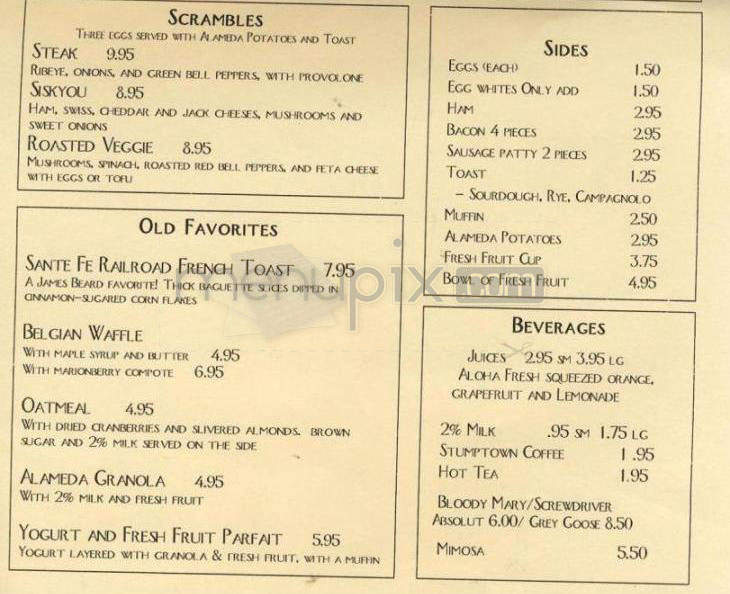 SCRAMBLES
THREE EGGS SERVED WITH ALAMEDA POTATOES AND TOAST
STEAK 9.95
RIBEYE, ONIONS, AND GREEN BELL PEPPERS, WITH PROVOLONE
SISKYOU 8.95
HAM, SWISS, CHEDDAR AND JACK CHEESES, MUSHROOMS AND
SWEET ONIONS
ROASTED VEGGIE 8.95
MUSHROOMS, SPINACH, ROASTED RED BELL PEPPERS, AND FETA CHEESE
WITH EGGS OR TOFU
OLD FAVORITES
SANTE FE RAILROAD FRENCH TOAST 7.95
A JAMES BEARD FAVORITE! THICK BAGUETTE SLICES DIPPED IN
CINNAMON-SUGARED CORN FLAKES
BELGIAN WAFFLE
WITH MAPLE SYRUP AND BUTTER 4.95
WITH MARIONBERRY COMPOTE 6.95
OATMEAL 4.95
WITH DRIED CRANBERRIES AND SLIVERED ALMONDS. BROWN
SUGAR AND 2% MILK SERVED ON THE SIDE
ALAMEDA GRANOLA 4.95
WITH 2% MILK AND FRESH FRUIT
YOGURT AND FRESH FRUIT PARFAIT 5.95
YOGURT LAYERED WITH GRANOLA & FRESH FRUIT, WITH A MUFFIN
SIDES
EGGS (EACH) 1.50
EGG WHITES ONLY ADD 1.50
HAM 2.95
BACON 4 PIECES 2.95
SAUSAGE PATTY 2 PIECES 2.95
TOAST 1.25
- SOURDOUGH, RYE, CAMPAGNOLO
MUFFIN 2.50
ALAMEDA POTATOES 2.95
FRESH FRUIT CUP 3.75
BOWL OF FRESH FRUIT 4.95
BEVERAGES
JUICES 2.95 SM 3.95 LG
ALOHA FRESH SQUEEZED ORANGE,
GRAPEFRUIT AND LEMONADE
2% MILK .95 SM 1.75 LG
STUMPTOWN COFFEE 1.95
HOT TEA 1.95
BLOODY MARY/SCREWDRIVER
ABSOLUT 6.00/ GREY GOOSE 8.50
MIMOSA 5.50
menupix.com